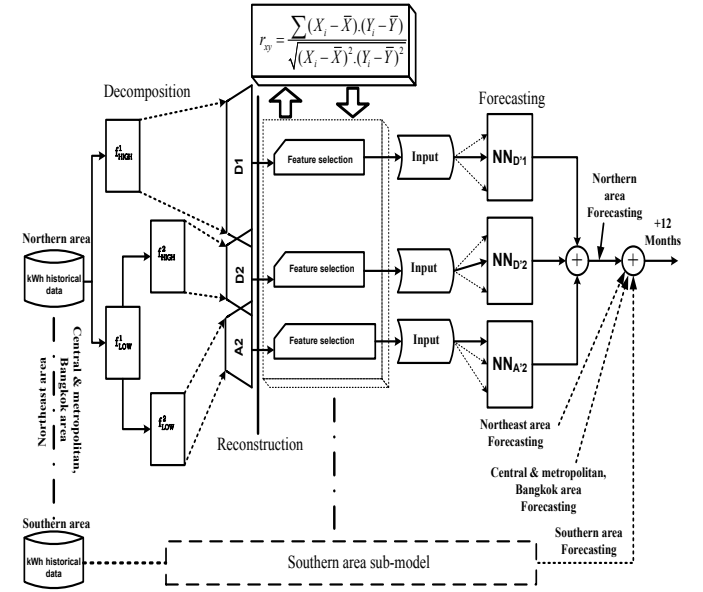 r_xy = ∑(X_i − X̄).(Y_i − Ȳ) / √(X_i − X̄)².(Y_i − Ȳ)²
Decomposition
Forecasting
f¹HIGH
D1
Feature selection
Input
NN_D'1
Northern
area
Forecasting
+12
Months
Northern area
kWh historical
data
f²HIGH
D2
Feature selection
Input
NN_D'2
f¹LOW
A2
Feature selection
Input
NN_A'2
Central & metropolitan,
Bangkok area
Northeast area
f²LOW
Reconstruction
Northeast area
Forecasting
Central & metropolitan,
Bangkok area
Forecasting
Southern area
Forecasting
Southern area
kWh historical
data
Southern area sub-model